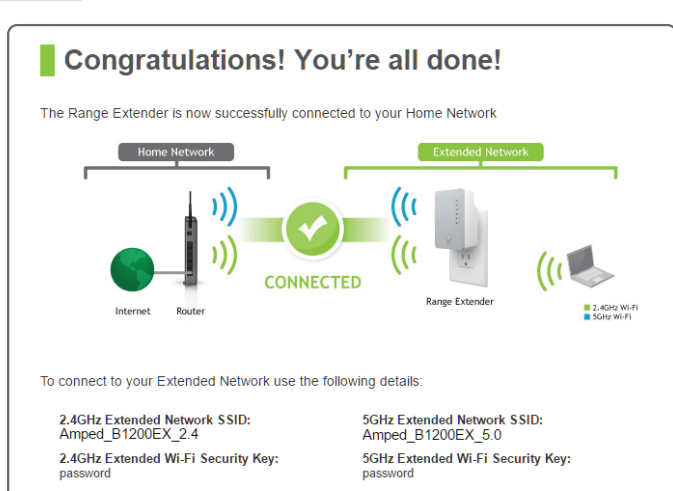 Congratulations! You're all done!
The Range Extender is now successfully connected to your Home Network
Home Network
Extended Network
CONNECTED
Internet
Router
Range Extender
2.4GHz Wi-Fi
5GHz Wi-Fi
To connect to your Extended Network use the following details:
2.4GHz Extended Network SSID:
Amped_B1200EX_2.4
2.4GHz Extended Wi-Fi Security Key:
password
5GHz Extended Network SSID:
Amped_B1200EX_5.0
5GHz Extended Wi-Fi Security Key:
password